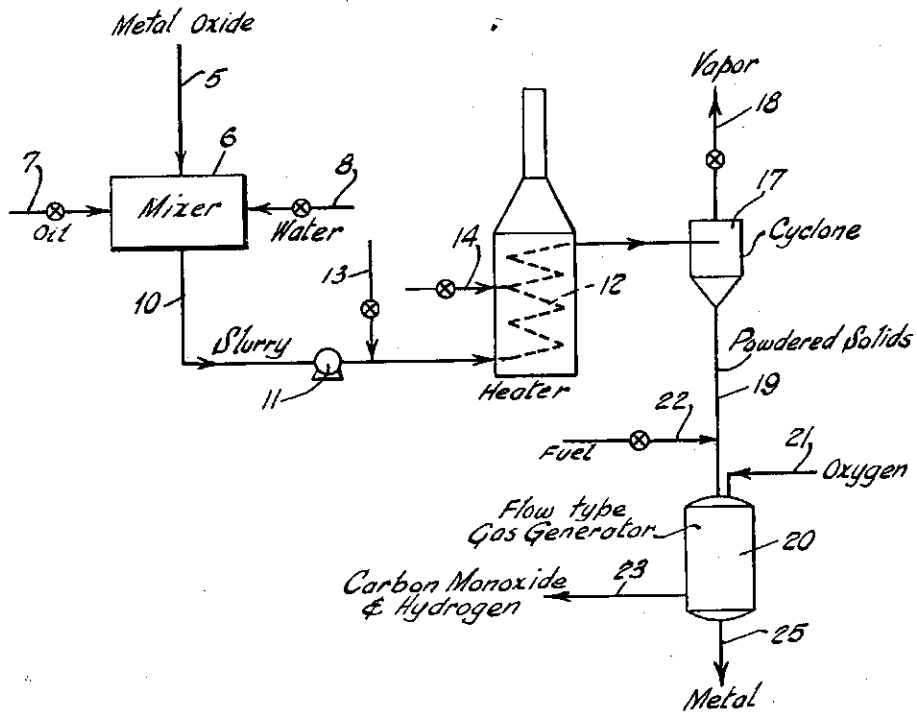 Metal Oxide
5
6
7
8
Mixer
Oil
Water
10
Slurry
11
13
14
12
Heater
Vapor
18
17
Cyclone
Powdered Solids
19
22
Fuel
21
Oxygen
Flow type
Gas Generator
20
23
Carbon Monoxide
& Hydrogen
25
Metal